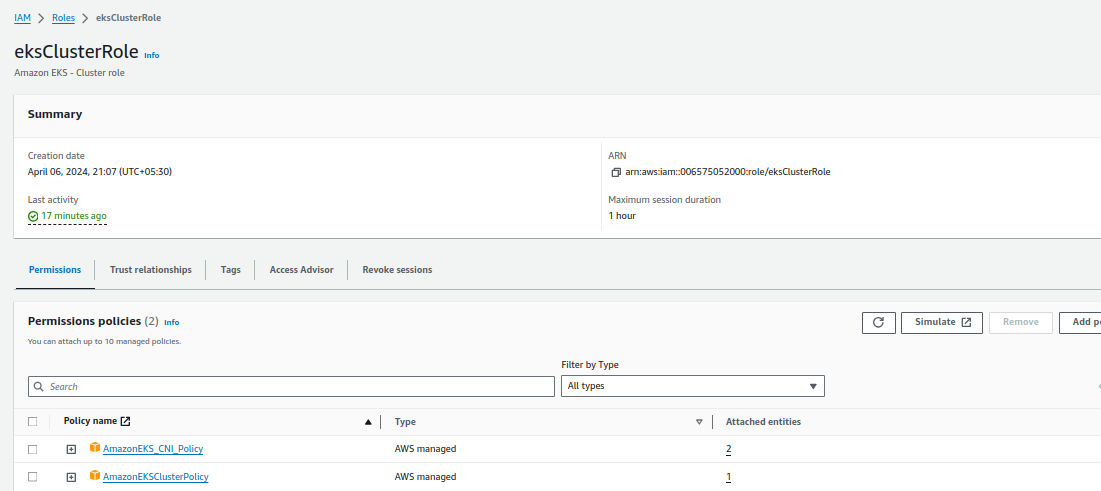 IAM > Roles > eksClusterRole
eksClusterRole Info
Amazon EKS - Cluster role
Summary
Creation date
April 06, 2024, 21:07 (UTC+05:30)
ARN
arn:aws:iam::006575052000:role/eksClusterRole
Last activity
17 minutes ago
Maximum session duration
1 hour
Permissions Trust relationships Tags Access Advisor Revoke sessions
Permissions policies (2) Info
You can attach up to 10 managed policies.
Simulate Remove Add
Filter by Type
Search All types
Policy name Type Attached entities
AmazonEKS_CNI_Policy AWS managed 2
AmazonEKSClusterPolicy AWS managed 1